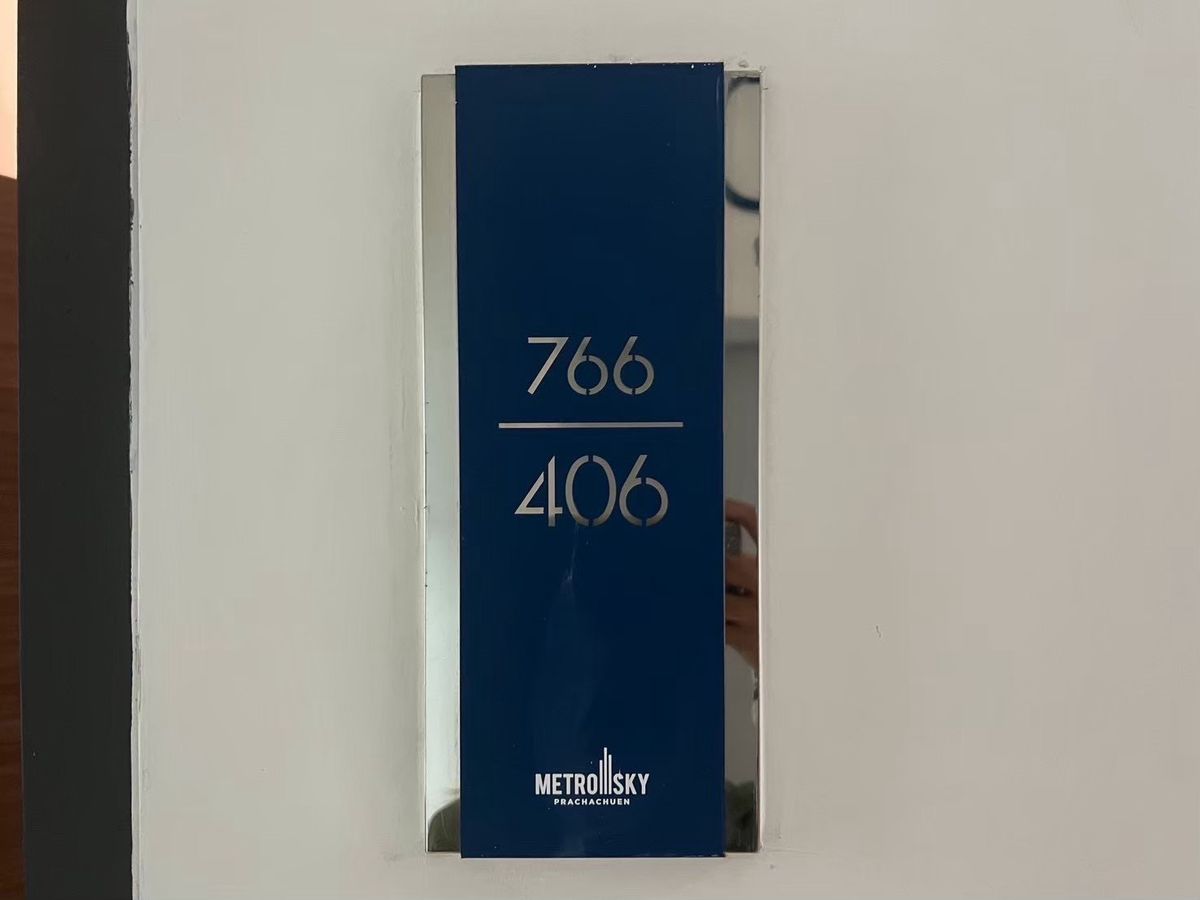 766
406
METRO SKY
PRACHACHUEN